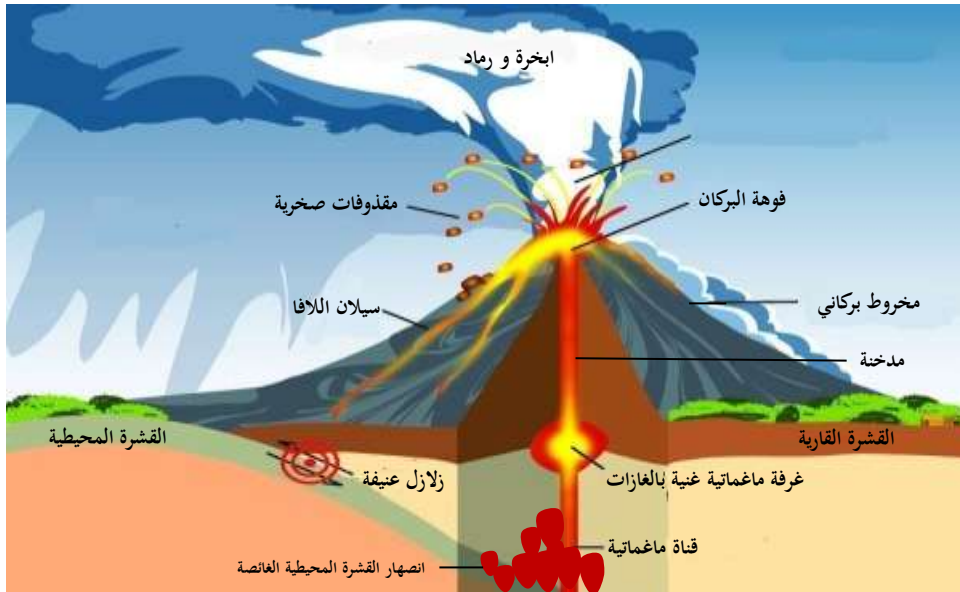 ابخرة و رماد
مقذوفات صخرية
فوهة البركان
سيلان اللافا
مخروط بركاني
مدخنة
القشرة المحيطية
القشرة القارية
زلازل عنيفة
غرفة ماغماتية غنية بالغازات
قناة ماغماتية
انصهار القشرة المحيطية الغائصة